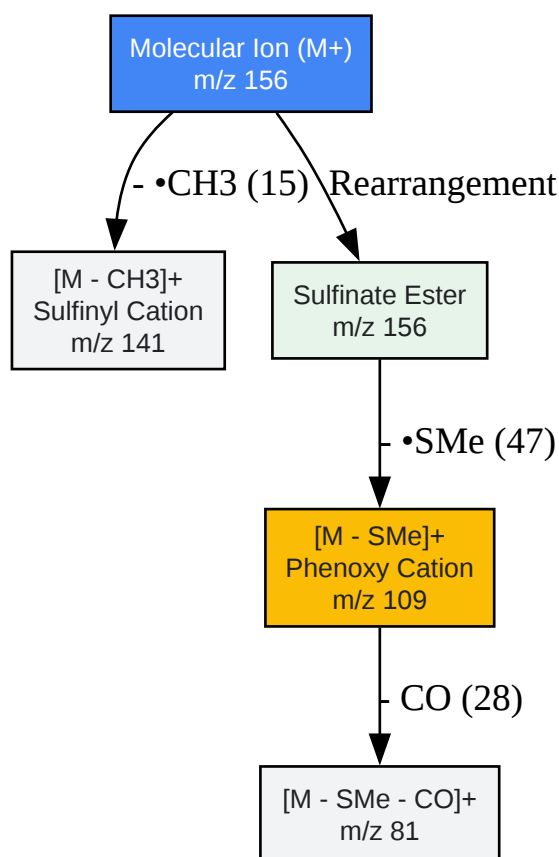 Molecular Ion (M+)
m/z 156
- •CH3 (15)
Rearrangement
[M - CH3]+
Sulfinyl Cation
m/z 141
Sulfinate Ester
m/z 156
- •SMe (47)
[M - SMe]+
Phenoxy Cation
m/z 109
- CO (28)
[M - SMe - CO]+
m/z 81